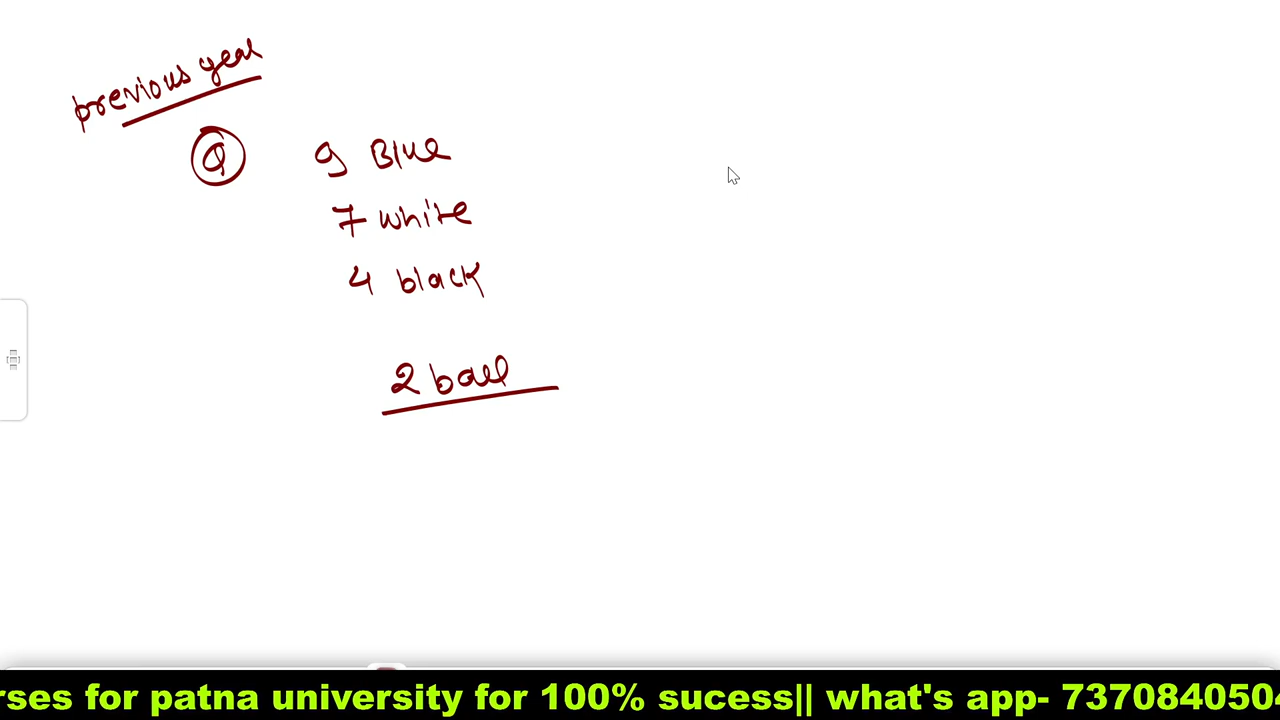 previous year
Q 9 Blue
7 white
4 black
2 ball
rses for patna university for 100% sucess|| what's app- 737084050